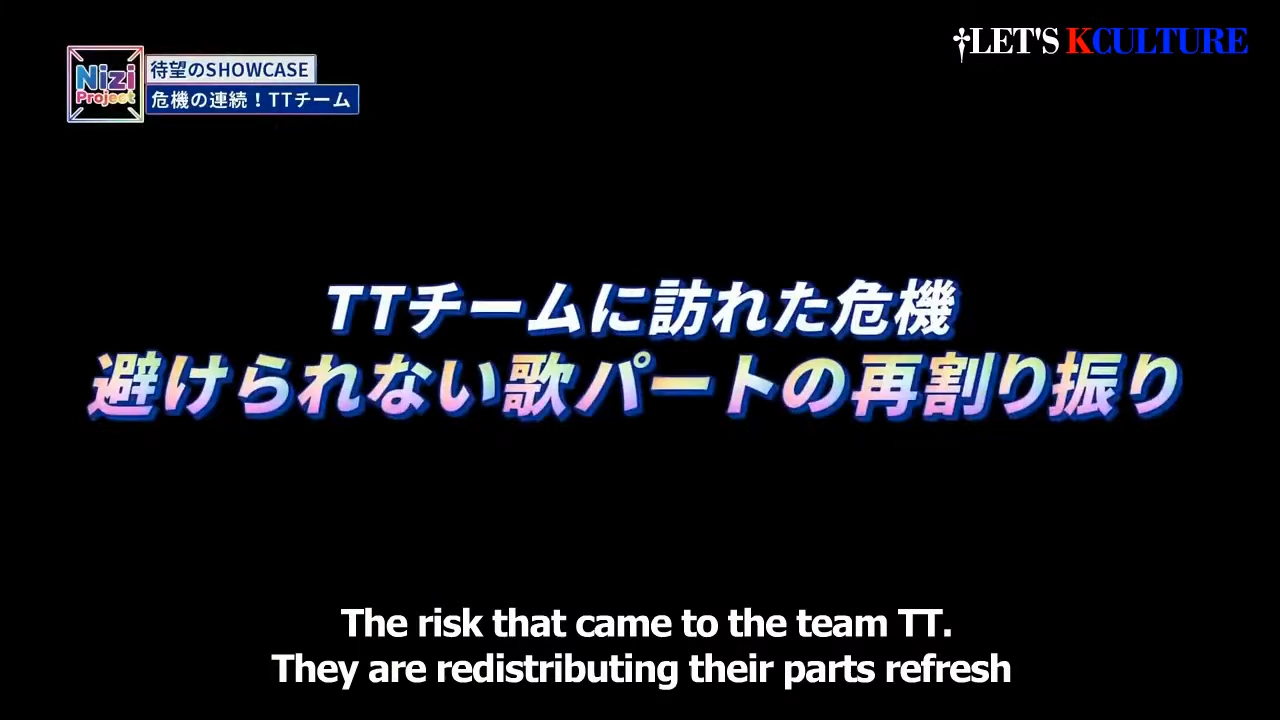 †LET'S KCULTURE
Nizi
Project
待望のSHOWCASE
危機の連続！TTチーム
TTチームに訪れた危機
避けられない歌パートの再割り振り
The risk that came to the team TT.
They are redistributing their parts refresh